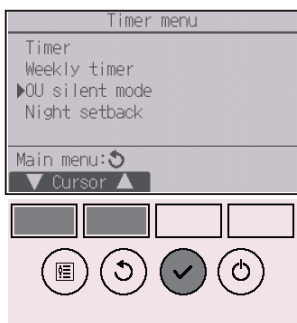 Timer menu
Timer
Weekly timer
▶OU silent mode
Night setback
Main menu:↺
▼ Cursor ▲